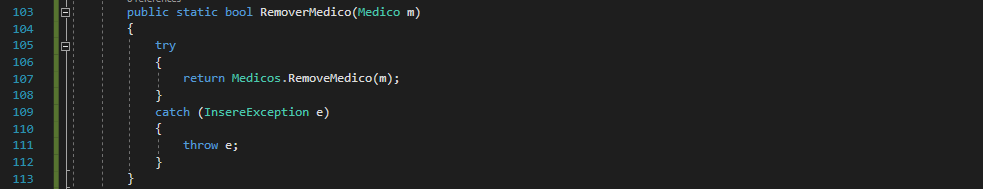 103 public static bool RemoverMedico(Medico m)
104 {
105 try
106 {
107 return Medicos.RemoveMedico(m);
108 }
109 catch (InsereException e)
110 {
111 throw e;
112 }
113 }